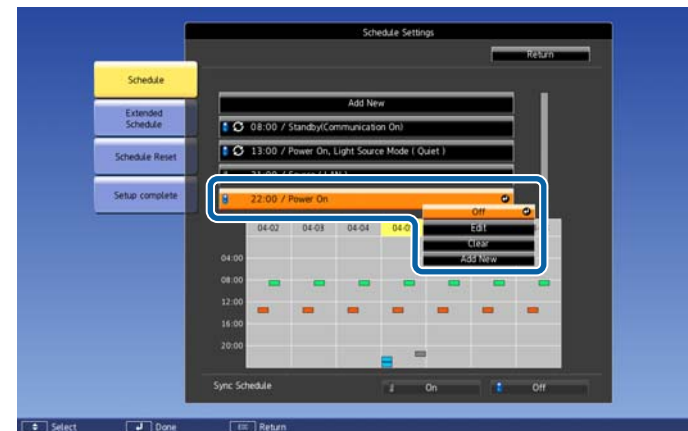 Schedule Settings
Return
Schedule
Extended
Schedule
Schedule Reset
Setup complete
Add New
08:00 / Standby(Communication On)
13:00 / Power On, Light Source Mode ( Quiet )
22:00 / Power On
Off
Edit
Clear
Add New
04-02 04-03 04-04
04:00
08:00
12:00
16:00
20:00
Sync Schedule On Off
Select Done Esc Return